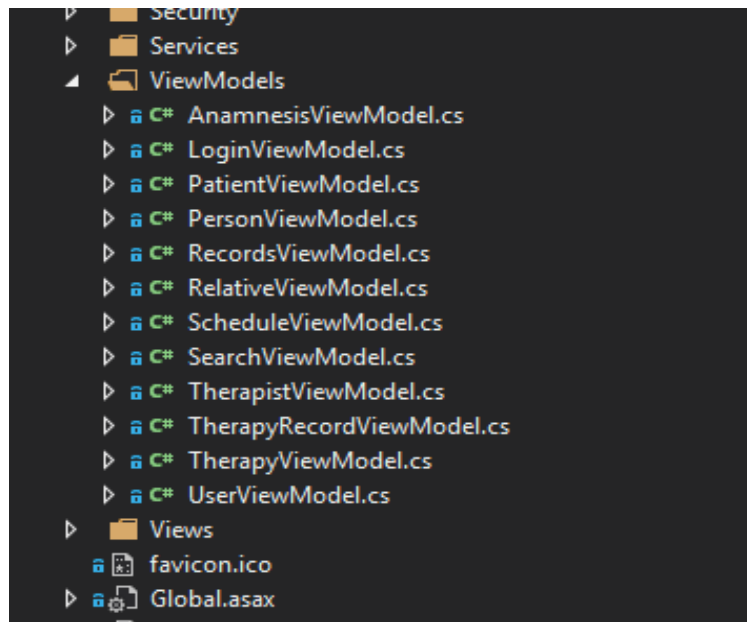 Security
Services
ViewModels
C# AnamnesisViewModel.cs
C# LoginViewModel.cs
C# PatientViewModel.cs
C# PersonViewModel.cs
C# RecordsViewModel.cs
C# RelativeViewModel.cs
C# ScheduleViewModel.cs
C# SearchViewModel.cs
C# TherapistViewModel.cs
C# TherapyRecordViewModel.cs
C# TherapyViewModel.cs
C# UserViewModel.cs
Views
favicon.ico
Global.asax